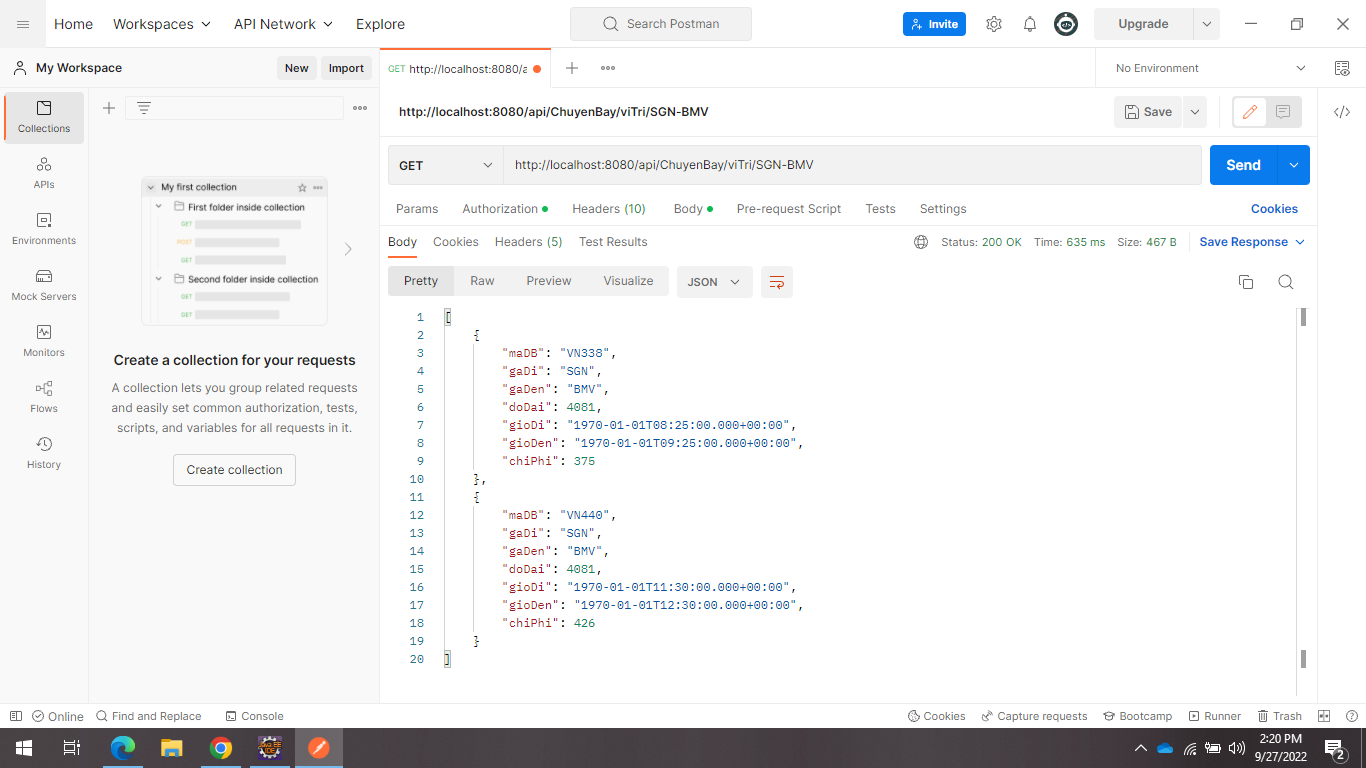 Home Workspaces API Network Explore Search Postman Invite Upgrade
My Workspace New Import GET http://localhost:8080/a No Environment
Collections
APIs
Environments
Mock Servers
Monitors
Flows
History
My first collection
First folder inside collection
GET
POST
GET
Second folder inside collection
GET
GET
Create a collection for your requests
A collection lets you group related requests
and easily set common authorization, tests,
scripts, and variables for all requests in it.
Create collection
http://localhost:8080/api/ChuyenBay/viTri/SGN-BMV Save
GET http://localhost:8080/api/ChuyenBay/viTri/SGN-BMV Send
Params Authorization Headers (10) Body Pre-request Script Tests Settings Cookies
Body Cookies Headers (5) Test Results Status: 200 OK Time: 635 ms Size: 467 B Save Response
Pretty Raw Preview Visualize JSON
1 [
2 {
3 "maDB": "VN338",
4 "gaDi": "SGN",
5 "gaDen": "BMV",
6 "doDai": 4081,
7 "gioDi": "1970-01-01T08:25:00.000+00:00",
8 "gioDen": "1970-01-01T09:25:00.000+00:00",
9 "chiPhi": 375
10 },
11 {
12 "maDB": "VN440",
13 "gaDi": "SGN",
14 "gaDen": "BMV",
15 "doDai": 4081,
16 "gioDi": "1970-01-01T11:30:00.000+00:00",
17 "gioDen": "1970-01-01T12:30:00.000+00:00",
18 "chiPhi": 426
19 }
20 ]
Online Find and Replace Console Cookies Capture requests Bootcamp Runner Trash
2:20 PM
9/27/2022
2